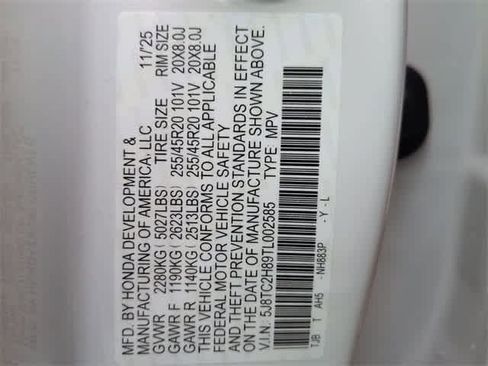 MFD. BY HONDA DEVELOPMENT & 11/25
MANUFACTURING OF AMERICA, LLC
GVWR 2280KG ( 5027LBS) TIRE SIZE RIM SIZE
GAWR F 1190KG ( 2623LBS) 255/45R20 101V 20X8.0J
GAWR R 1140KG ( 2513LBS) 255/45R20 101V 20X8.0J
THIS VEHICLE CONFORMS TO ALL APPLICABLE
FEDERAL MOTOR VEHICLE SAFETY
AND THEFT PREVENTION STANDARDS IN EFFECT
ON THE DATE OF MANUFACTURE SHOWN ABOVE.
V.I.N. 5J8TC2H89TL002585 TYPE MPV
TJB T AH5 - NH883P - Y - L